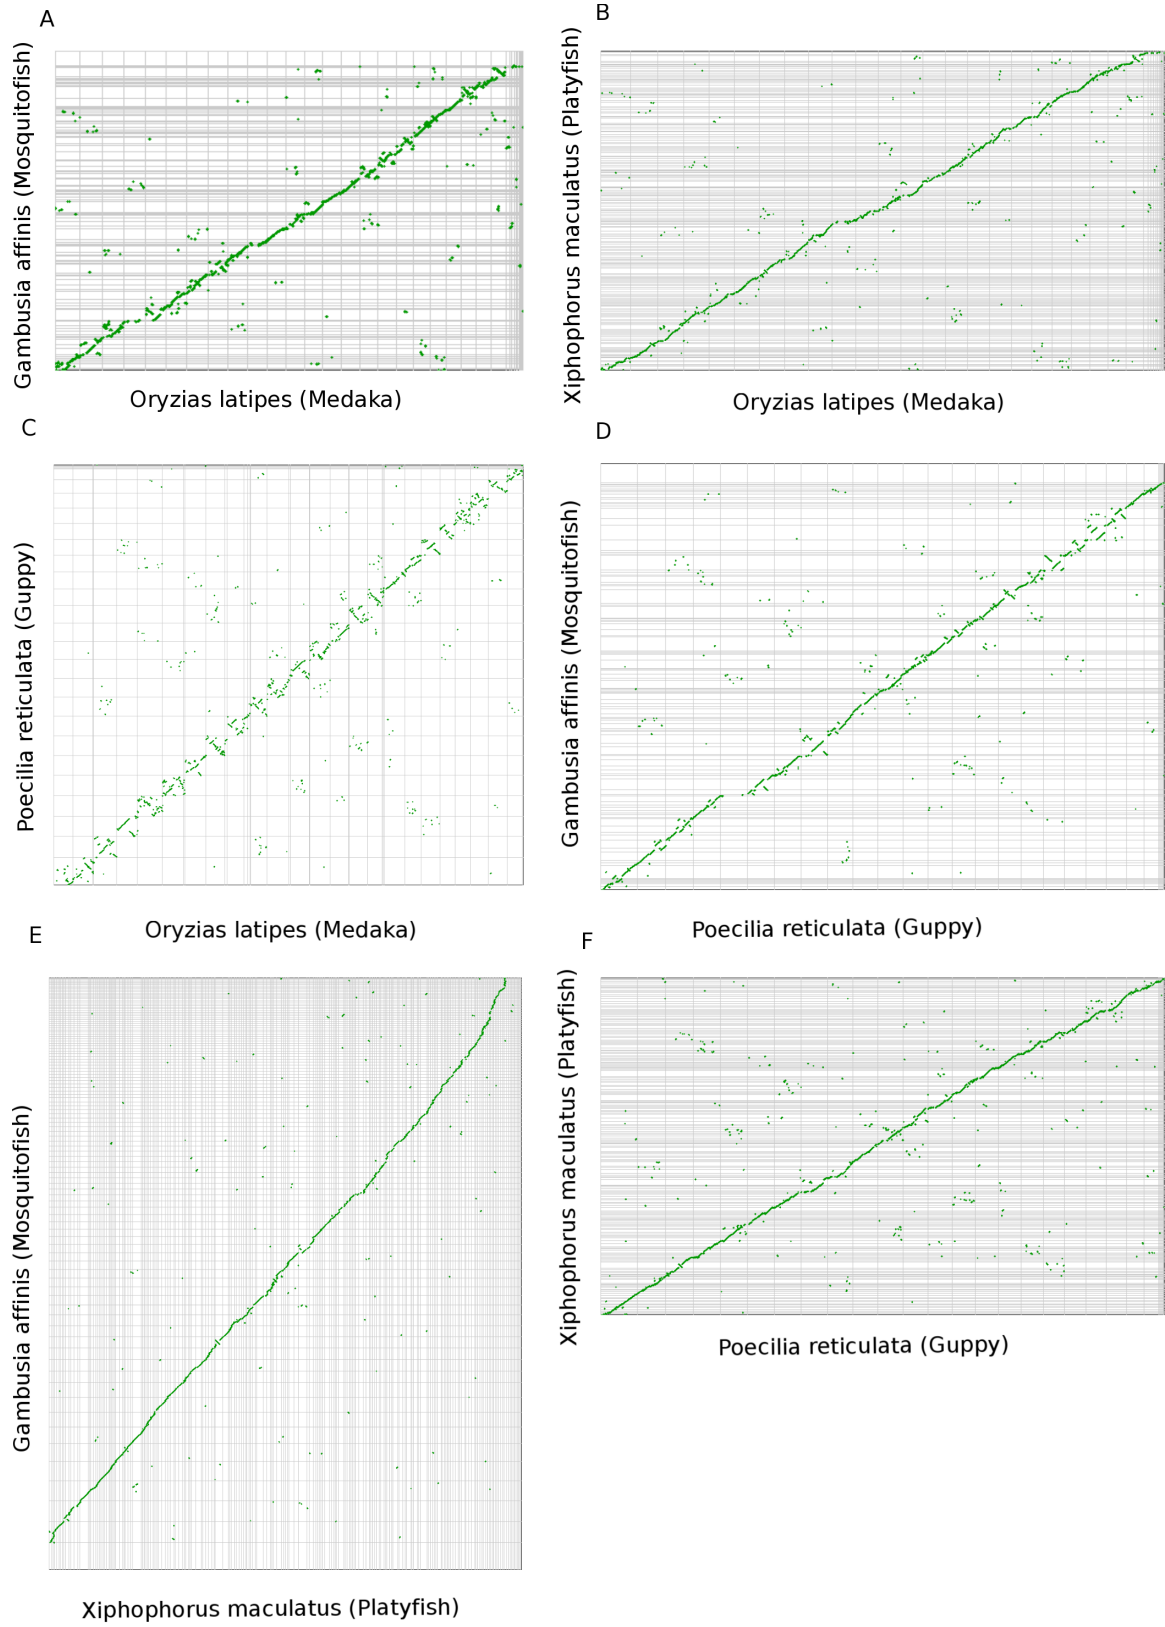 A
B
Gambusia affinis (Mosquitofish)
Xiphophorus maculatus (Platyfish)
Oryzias latipes (Medaka)
Oryzias latipes (Medaka)
C
D
Poecilia reticulata (Guppy)
Gambusia affinis (Mosquitofish)
Oryzias latipes (Medaka)
Poecilia reticulata (Guppy)
E
F
Gambusia affinis (Mosquitofish)
Xiphophorus maculatus (Platyfish)
Poecilia reticulata (Guppy)
Xiphophorus maculatus (Platyfish)